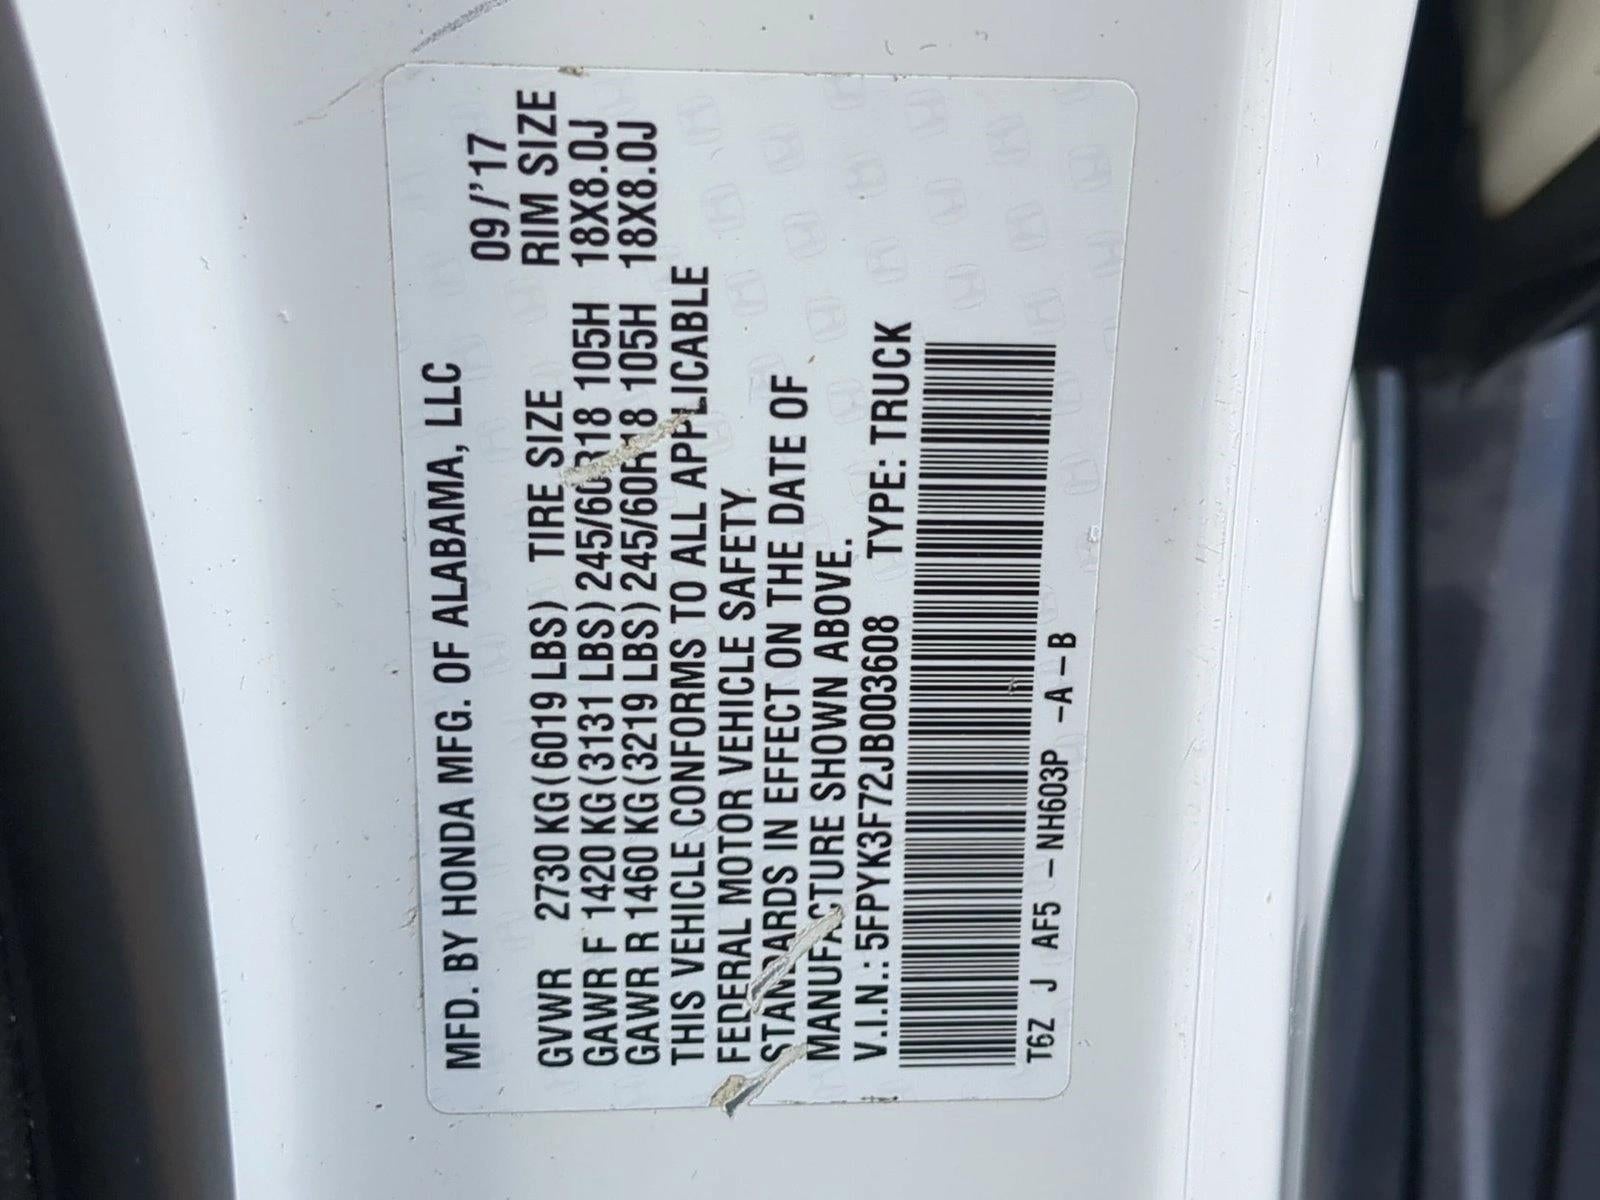 MFD. BY HONDA MFG. OF ALABAMA, LLC
09/'17
GVWR 2730 KG (6019 LBS) TIRE SIZE RIM SIZE
GAWR F 1420 KG (3131 LBS) 245/60R18 105H 18X8.0J
GAWR R 1460 KG (3219 LBS) 245/60R18 105H 18X8.0J
THIS VEHICLE CONFORMS TO ALL APPLICABLE
FEDERAL MOTOR VEHICLE SAFETY
STANDARDS IN EFFECT ON THE DATE OF
MANUFACTURE SHOWN ABOVE.
V.I.N.: 5FPYK3F72JB003608 TYPE: TRUCK
T6Z J AF5 -NH603P -A-B